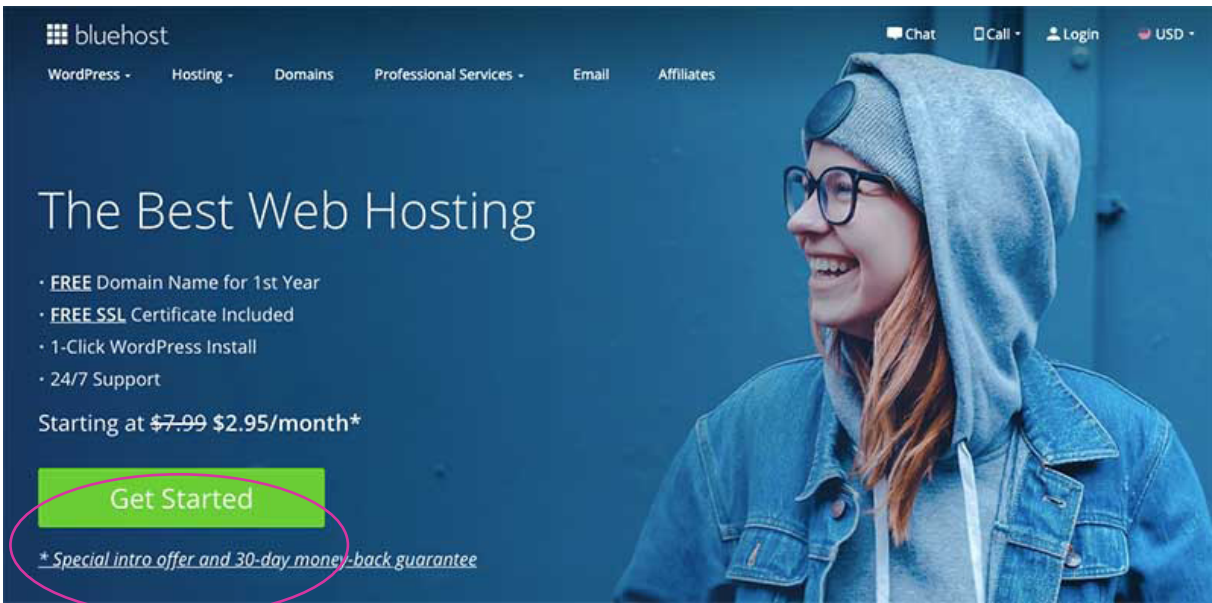 bluehost
Chat Call Login USD
WordPress Hosting Domains Professional Services Email Affiliates
The Best Web Hosting
· FREE Domain Name for 1st Year
· FREE SSL Certificate Included
· 1-Click WordPress Install
· 24/7 Support
Starting at $7.99 $2.95/month*
Get Started
* Special intro offer and 30-day money-back guarantee